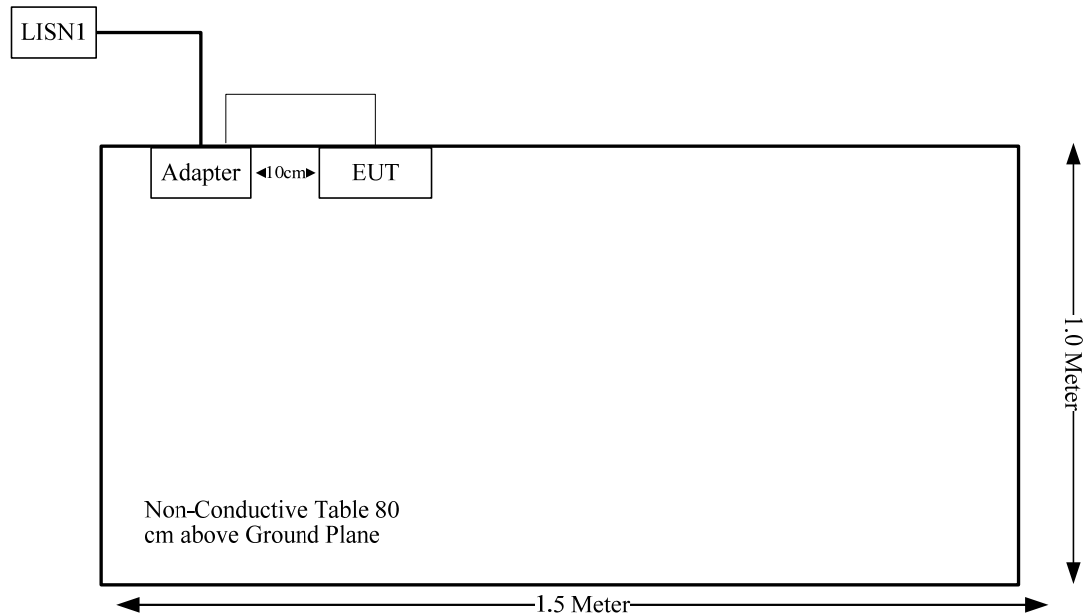 LISN1
Adapter
10cm
EUT
1.0 Meter
Non-Conductive Table 80
cm above Ground Plane
1.5 Meter